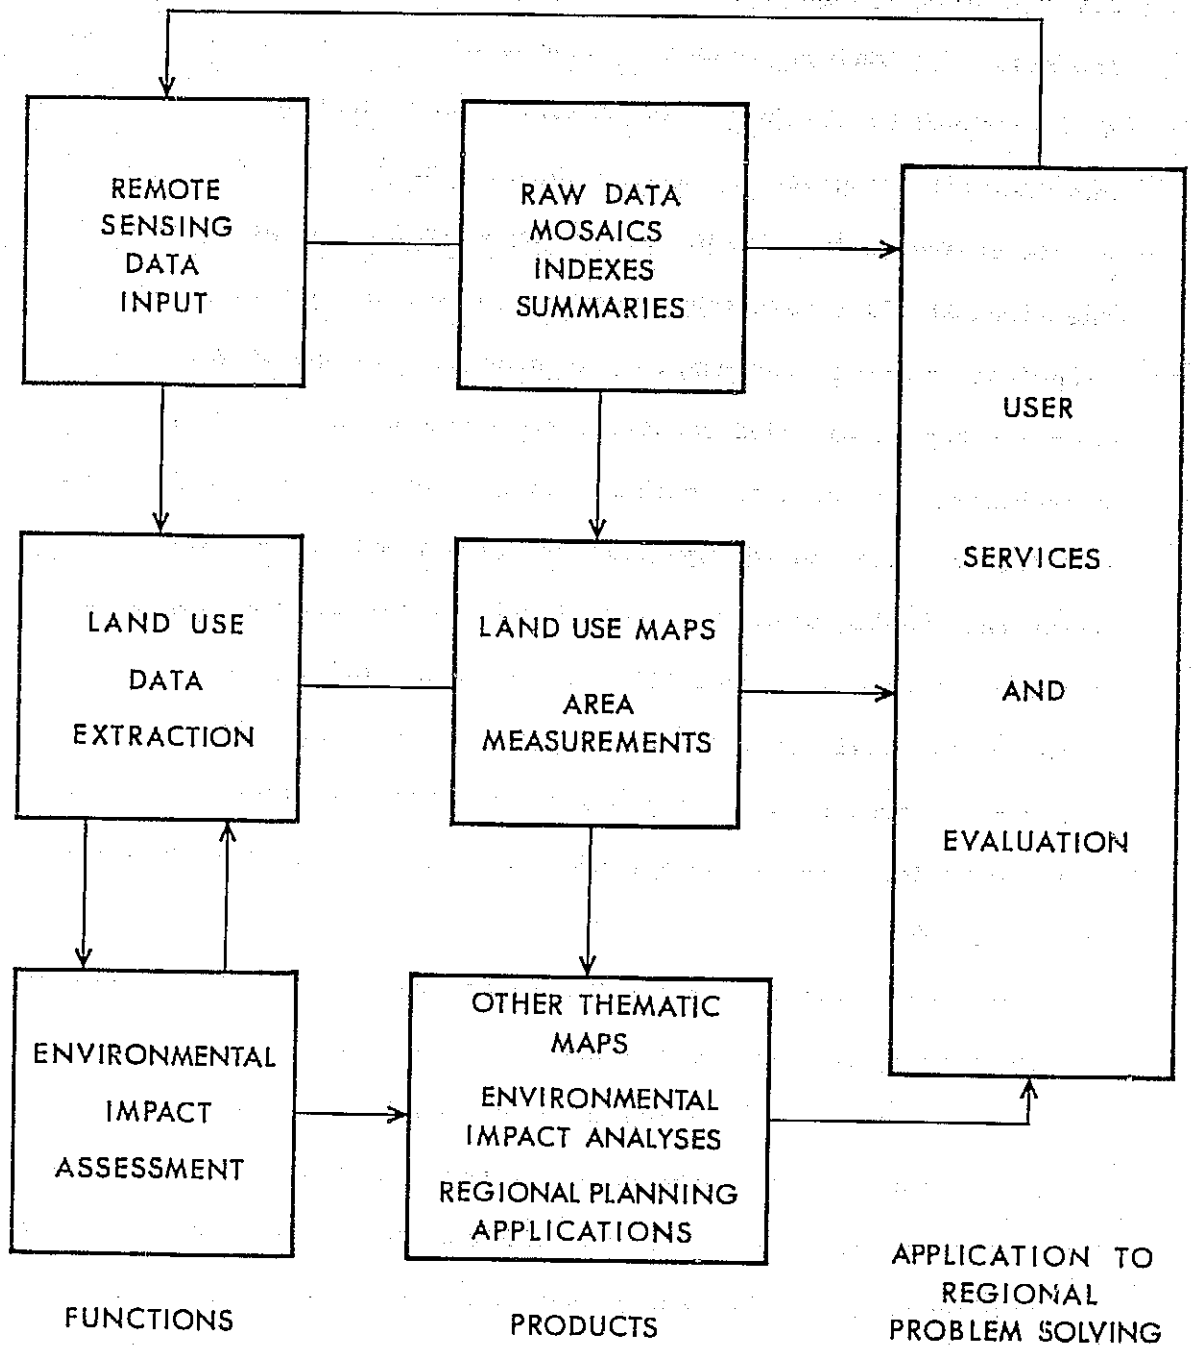 REMOTE
SENSING
DATA
INPUT
RAW DATA
MOSAICS
INDEXES
SUMMARIES
USER
SERVICES
AND
EVALUATION
LAND USE
DATA
EXTRACTION
LAND USE MAPS
AREA
MEASUREMENTS
ENVIRONMENTAL
IMPACT
ASSESSMENT
OTHER THEMATIC
MAPS
ENVIRONMENTAL
IMPACT ANALYSES
REGIONAL PLANNING
APPLICATIONS
FUNCTIONS
PRODUCTS
APPLICATION TO
REGIONAL
PROBLEM SOLVING